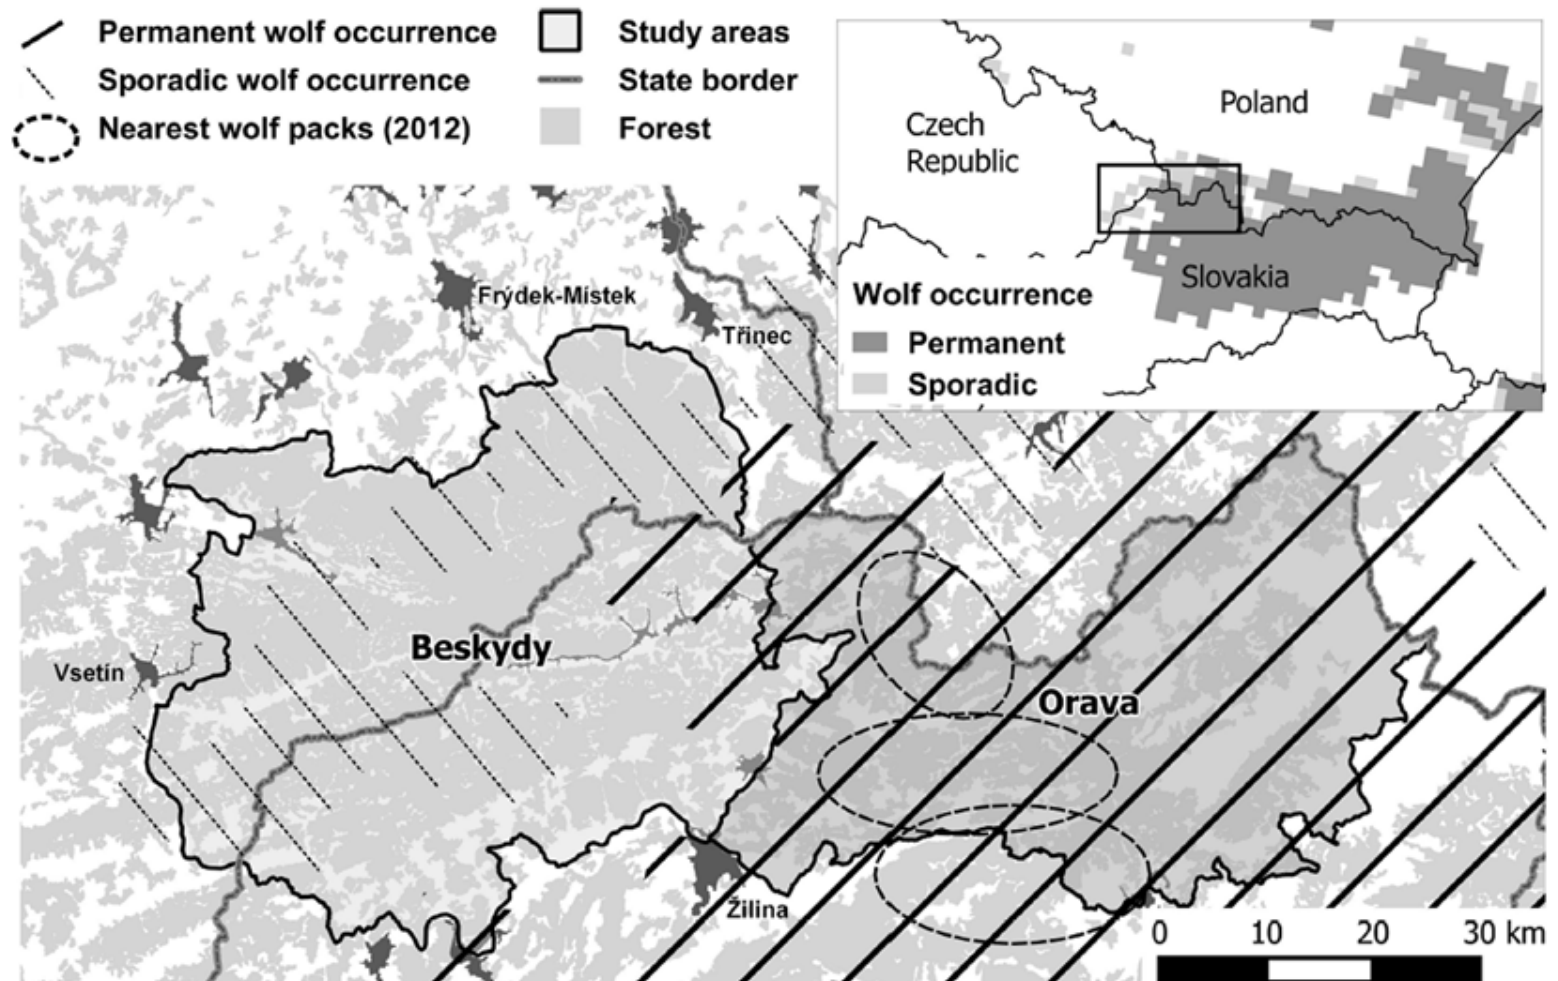 Permanent wolf occurrence
Sporadic wolf occurrence
Nearest wolf packs (2012)
Study areas
State border
Forest
Czech
Republic
Poland
Slovakia
Wolf occurrence
Permanent
Sporadic
Frýdek-Místek
Třinec
Beskydy
Vsetín
Orava
Žilina
0 10 20 30 km